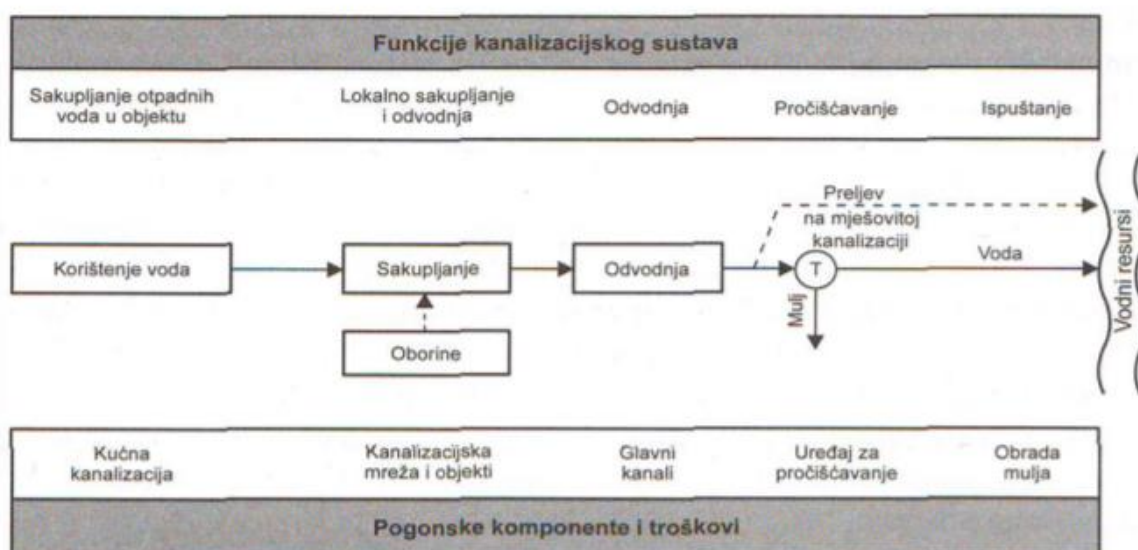 Funkcije kanalizacijskog sustava
Sakupljanje otpadnih
voda u objektu
Lokalno sakupljanje
i odvodnja
Odvodnja
Pročišćavanje
Ispuštanje
Preljev
na mješovitoj
kanalizaciji
Korištenje voda
Sakupljanje
Odvodnja
T
Voda
Mulj
Oborine
Vodni resursi
Kućna
kanalizacija
Kanalizacijska
mreža i objekti
Glavni
kanali
Uređaj za
pročišćavanje
Obrada
mulja
Pogonske komponente i troškovi